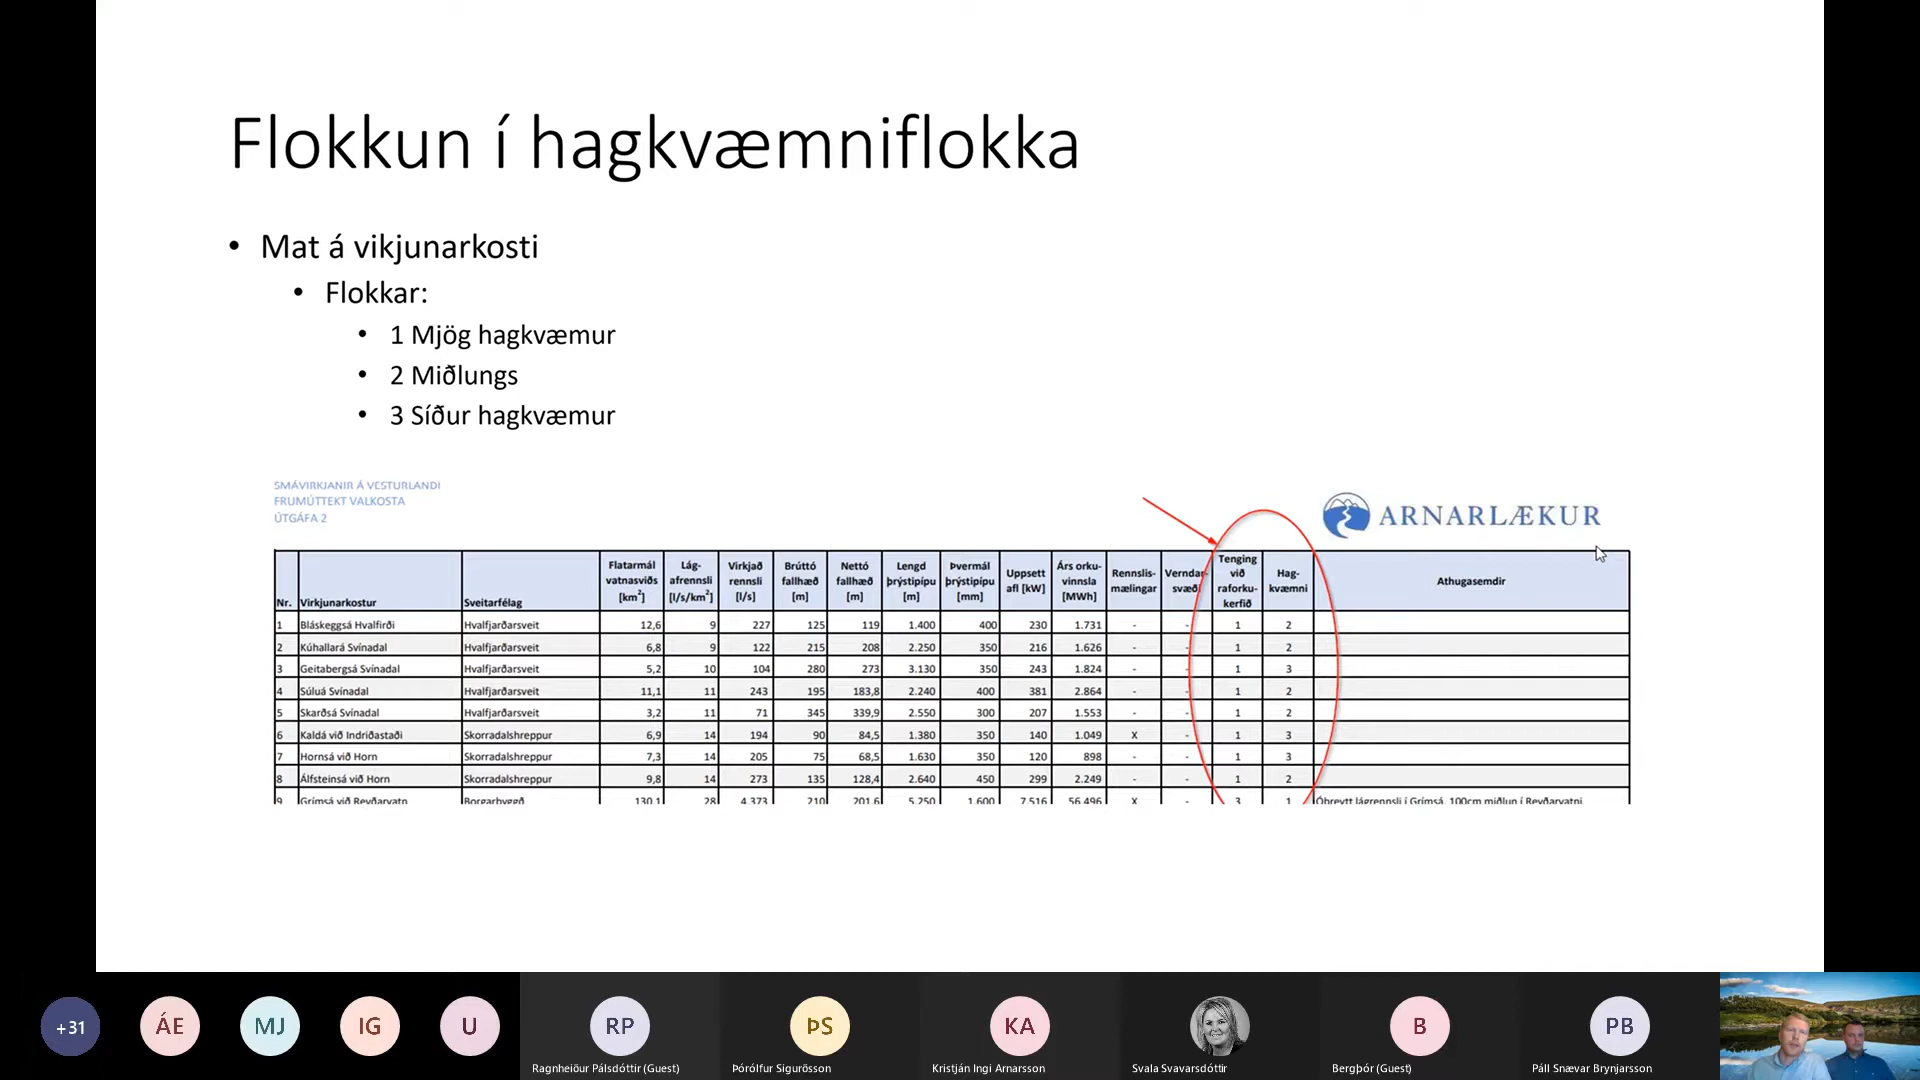 Flokkun í hagkvæmniflokka
• Mat á vikjunarkosti
• Flokkar:
• 1 Mjög hagkvæmur
• 2 Miðlungs
• 3 Síður hagkvæmur
SMÁVIRKJANIR Á VESTURLANDI
FRUMÚTTEKT VALKOSTA
ÚTGÁFA 2
ARNARLÆKUR
Nr. Virkjunarkostur Sveitarfélag Flatarmál vatnasviðs [km²] Lág-afrennsli [l/s/km²] Virkjað rennsli [l/s] Brúttó fallhæð [m] Nettó fallhæð [m] Lengd þrýstipípu [m] Þvermál þrýstipípu [mm] Uppsett afl [kW] Árs orku-vinnsla [MWh] Rennslis-mælingar Verndar-svæði Tenging við raforku-kerfið Hag-kvæmni Athugasemdir
1 Bláskeggsá Hvalfirði Hvalfjarðarsveit 12,6 9 227 125 119 1.400 400 230 1.731 - - 1 2
2 Kúhallará Svínadal Hvalfjarðarsveit 6,8 9 122 215 208 2.250 350 216 1.626 - - 1 2
3 Geitabergsá Svínadal Hvalfjarðarsveit 5,2 10 104 280 273 3.130 350 243 1.824 - - 1 3
4 Súluá Svínadal Hvalfjarðarsveit 11,1 11 243 195 183,8 2.240 400 381 2.864 - - 1 2
5 Skarðsá Svínadal Hvalfjarðarsveit 3,2 11 71 345 339,9 2.550 300 207 1.553 - - 1 2
6 Kaldá við Indriðastaði Skorradalshreppur 6,9 14 194 90 84,5 1.380 350 140 1.049 X - 1 3
7 Hornsá við Horn Skorradalshreppur 7,3 14 205 75 68,5 1.630 350 120 898 - - 1 3
8 Álfsteinsá við Horn Skorradalshreppur 9,8 14 273 135 128,4 2.640 450 299 2.249 - - 1 2
9 Grímsá við Reyðarvatn Borgarbyggð 130,1 28 4.373 210 201,6 5.250 1.600 7.516 56.496 X - 3 1 Óbreytt lágrennsli í Grímsá, 100cm miðlun í Reyðarvatni.
+31
ÁE
MJ
IG
U
RP
ÞS
KA
B
PB
Ragnheiður Pálsdóttir (Guest)
Þórólfur Sigurðsson
Kristján Ingi Arnarsson
Svala Svavarsdóttir
Bergþór (Guest)
Páll Snævar Brynjarsson